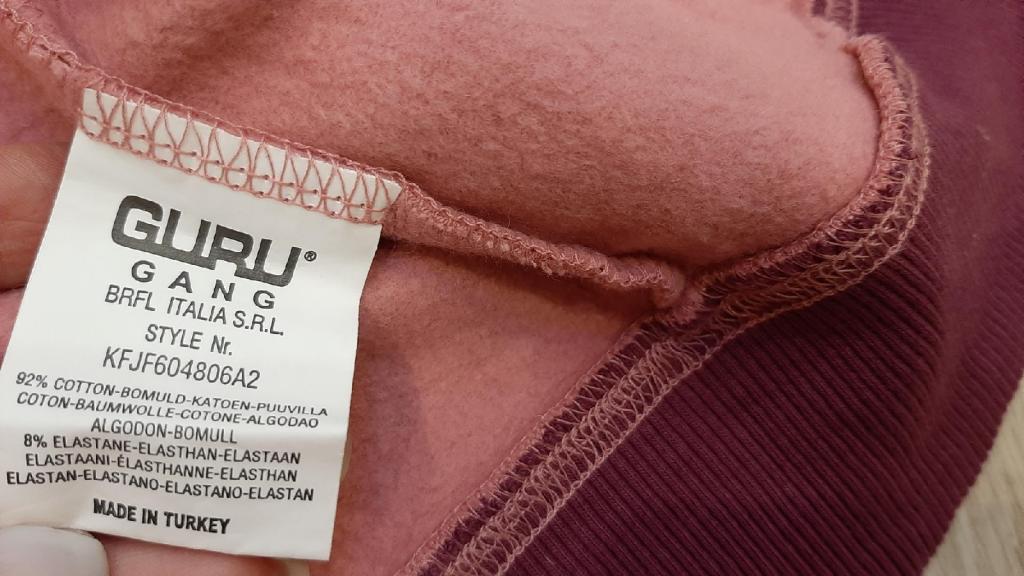 GURU®
GANG
BRFL ITALIA S.R.L.
STYLE Nr.
KFJF604806A2
92% COTTON-BOMULD-KATOEN-PUUVILLA
COTON-BAUMWOLLE-COTONE-ALGODAO
ALGODON-BOMULL
8% ELASTANE-ELASTHAN-ELASTAAN
ELASTAANI-ÉLASTHANNE-ELASTHAN
ELASTAN-ELASTANO-ELASTANO-ELASTAN
MADE IN TURKEY